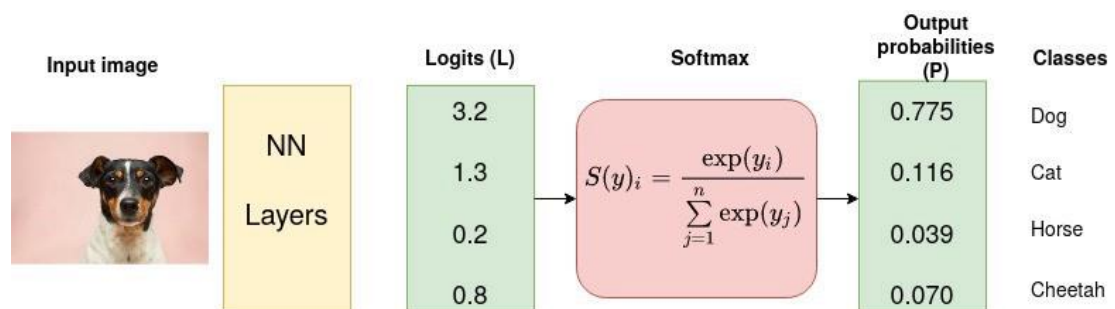 Input image
NN
Layers
Logits (L)
3.2
1.3
0.2
0.8
Softmax
S(y)_i = exp(y_i) / \sum_{j=1}^{n} exp(y_j)
Output
probabilities
(P)
0.775
0.116
0.039
0.070
Classes
Dog
Cat
Horse
Cheetah